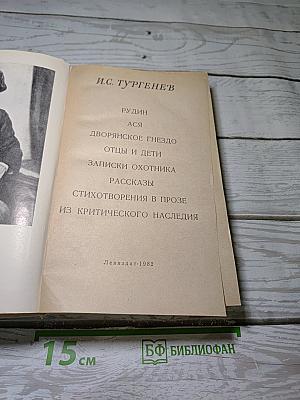 И.С. ТУРГЕНЕВ
РУДИН
АСЯ
ДВОРЯНСКОЕ ГНЕЗДО
ОТЦЫ И ДЕТИ
ЗАПИСКИ ОХОТНИКА
РАССКАЗЫ
СТИХОТВОРЕНИЯ В ПРОЗЕ
ИЗ КРИТИЧЕСКОГО НАСЛЕДИЯ
Лениздат·1982
15 см
БФ БИБЛИОФАН